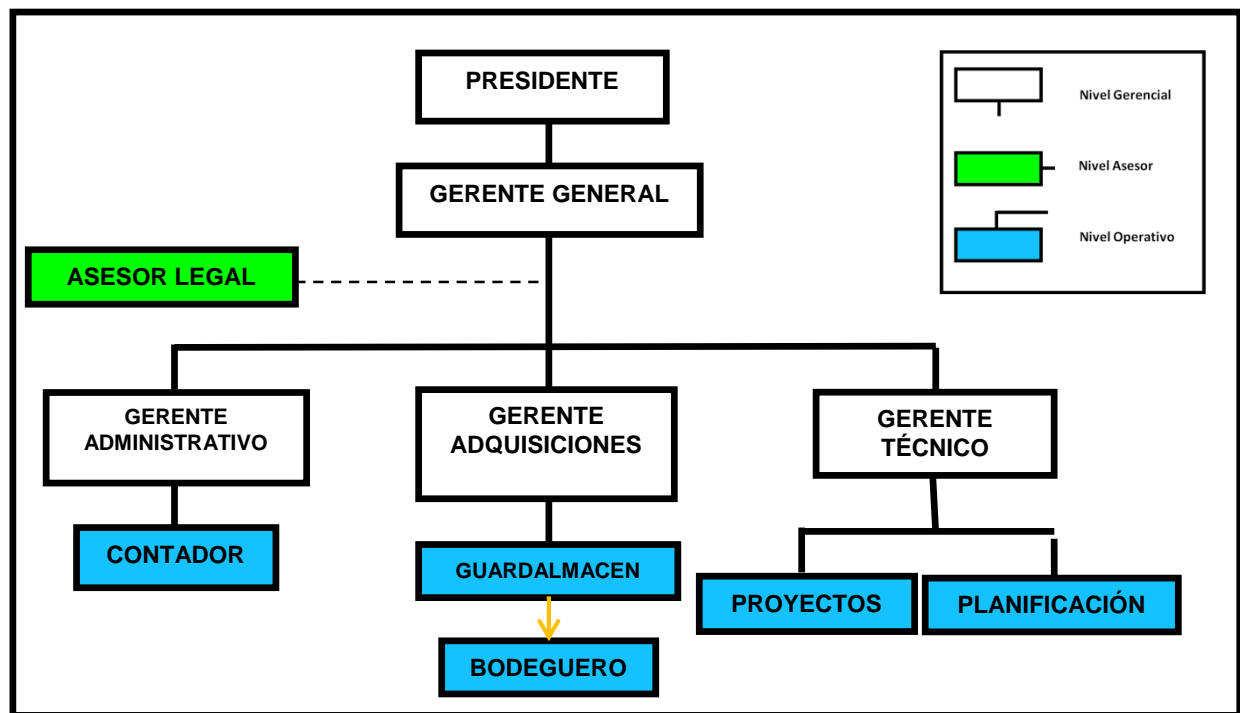 PRESIDENTE
GERENTE GENERAL
ASESOR LEGAL
GERENTE
ADMINISTRATIVO
GERENTE
ADQUISICIONES
GERENTE
TÉCNICO
CONTADOR
GUARDALMACEN
PROYECTOS
PLANIFICACIÓN
BODEGUERO
Nivel Gerencial
Nivel Asesor
Nivel Operativo